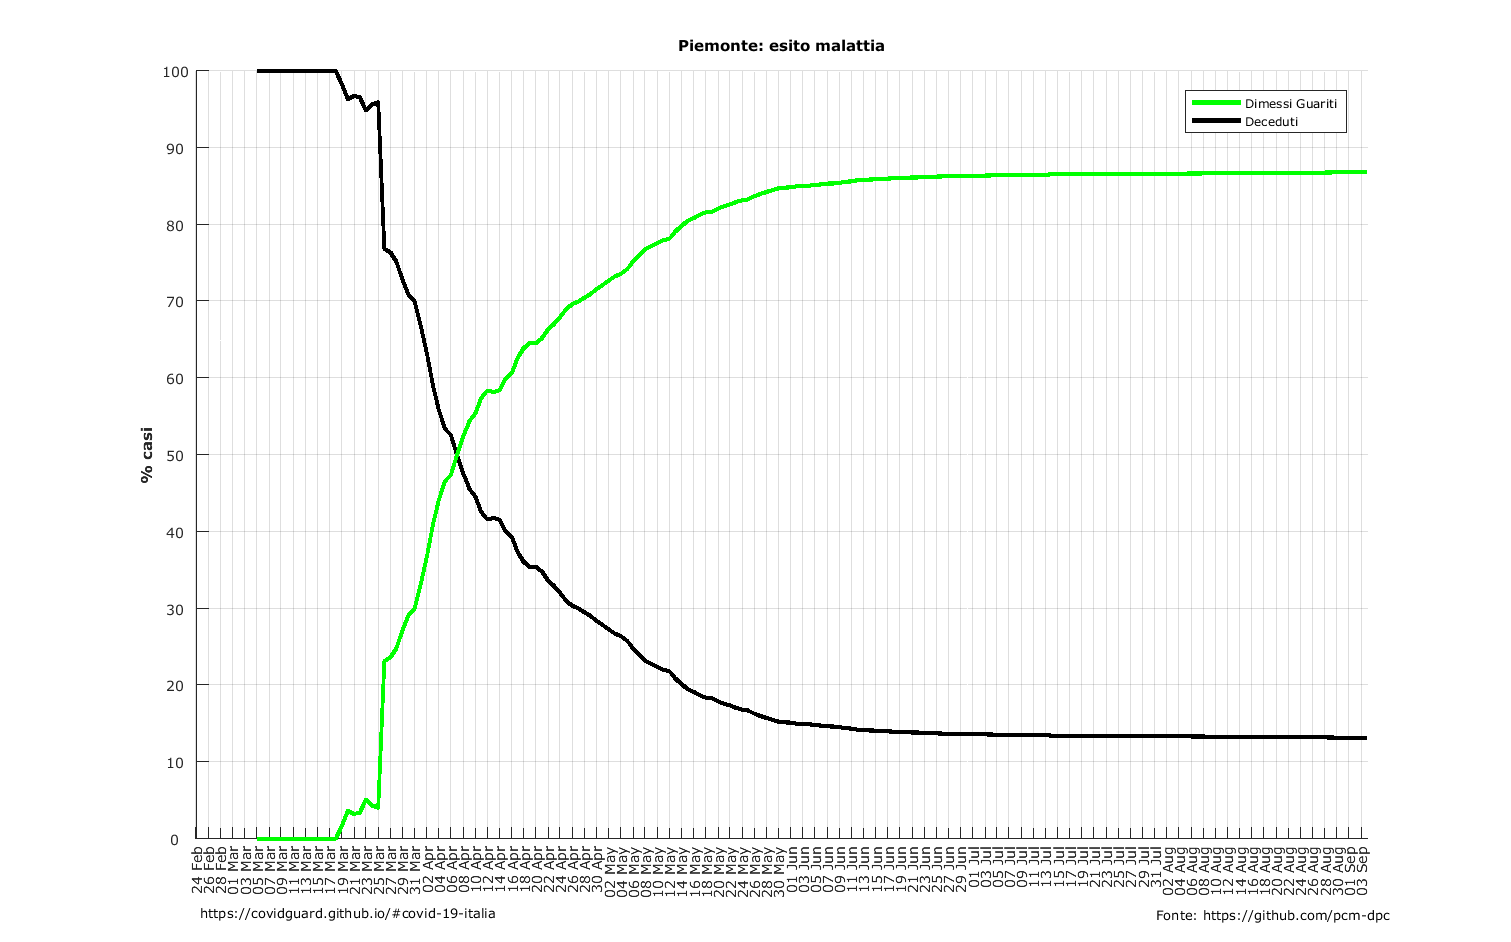 Piemonte: esito malattia
Dimessi Guariti
Deceduti
% casi
100
90
80
70
60
50
40
30
20
10
0
24 Feb
26 Feb
28 Feb
01 Mar
03 Mar
05 Mar
07 Mar
09 Mar
11 Mar
13 Mar
15 Mar
17 Mar
19 Mar
21 Mar
23 Mar
25 Mar
27 Mar
29 Mar
31 Mar
02 Apr
04 Apr
06 Apr
08 Apr
10 Apr
12 Apr
14 Apr
16 Apr
18 Apr
20 Apr
22 Apr
24 Apr
26 Apr
28 Apr
30 Apr
02 May
04 May
06 May
08 May
10 May
12 May
14 May
16 May
18 May
20 May
22 May
24 May
26 May
28 May
30 May
01 Jun
03 Jun
05 Jun
07 Jun
09 Jun
11 Jun
13 Jun
15 Jun
17 Jun
19 Jun
21 Jun
23 Jun
25 Jun
27 Jun
29 Jun
01 Jul
03 Jul
05 Jul
07 Jul
09 Jul
11 Jul
13 Jul
15 Jul
17 Jul
19 Jul
21 Jul
23 Jul
25 Jul
27 Jul
29 Jul
31 Jul
02 Aug
04 Aug
06 Aug
08 Aug
10 Aug
12 Aug
14 Aug
16 Aug
18 Aug
20 Aug
22 Aug
24 Aug
26 Aug
28 Aug
30 Aug
01 Sep
03 Sep
https://covidguard.github.io/#covid-19-italia
Fonte: https://github.com/pcm-dpc